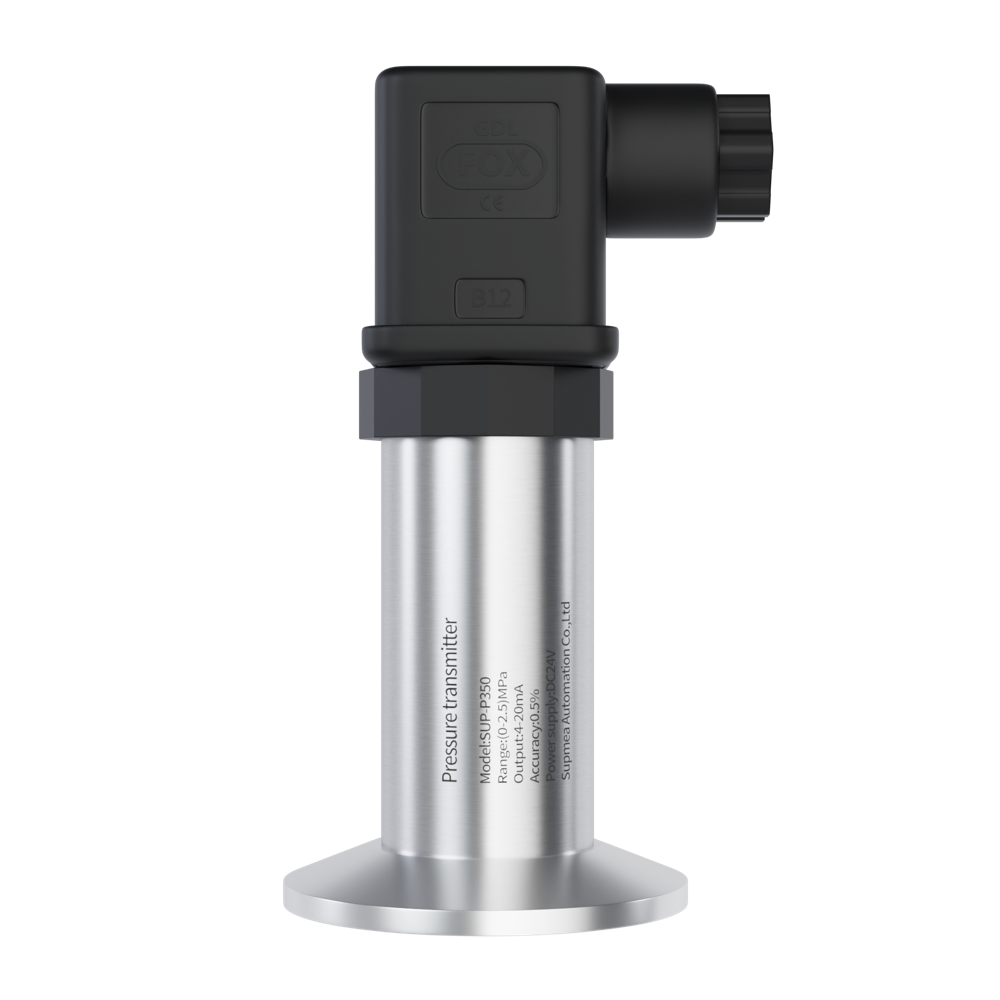 GDL
FOX
CE
B12
Pressure transmitter
Model:SUP-P350
Range:(0-2.5)MPa
Output:4-20mA
Accuracy:0.5%
Power supply:DC24V
Supmea Automation Co.,Ltd